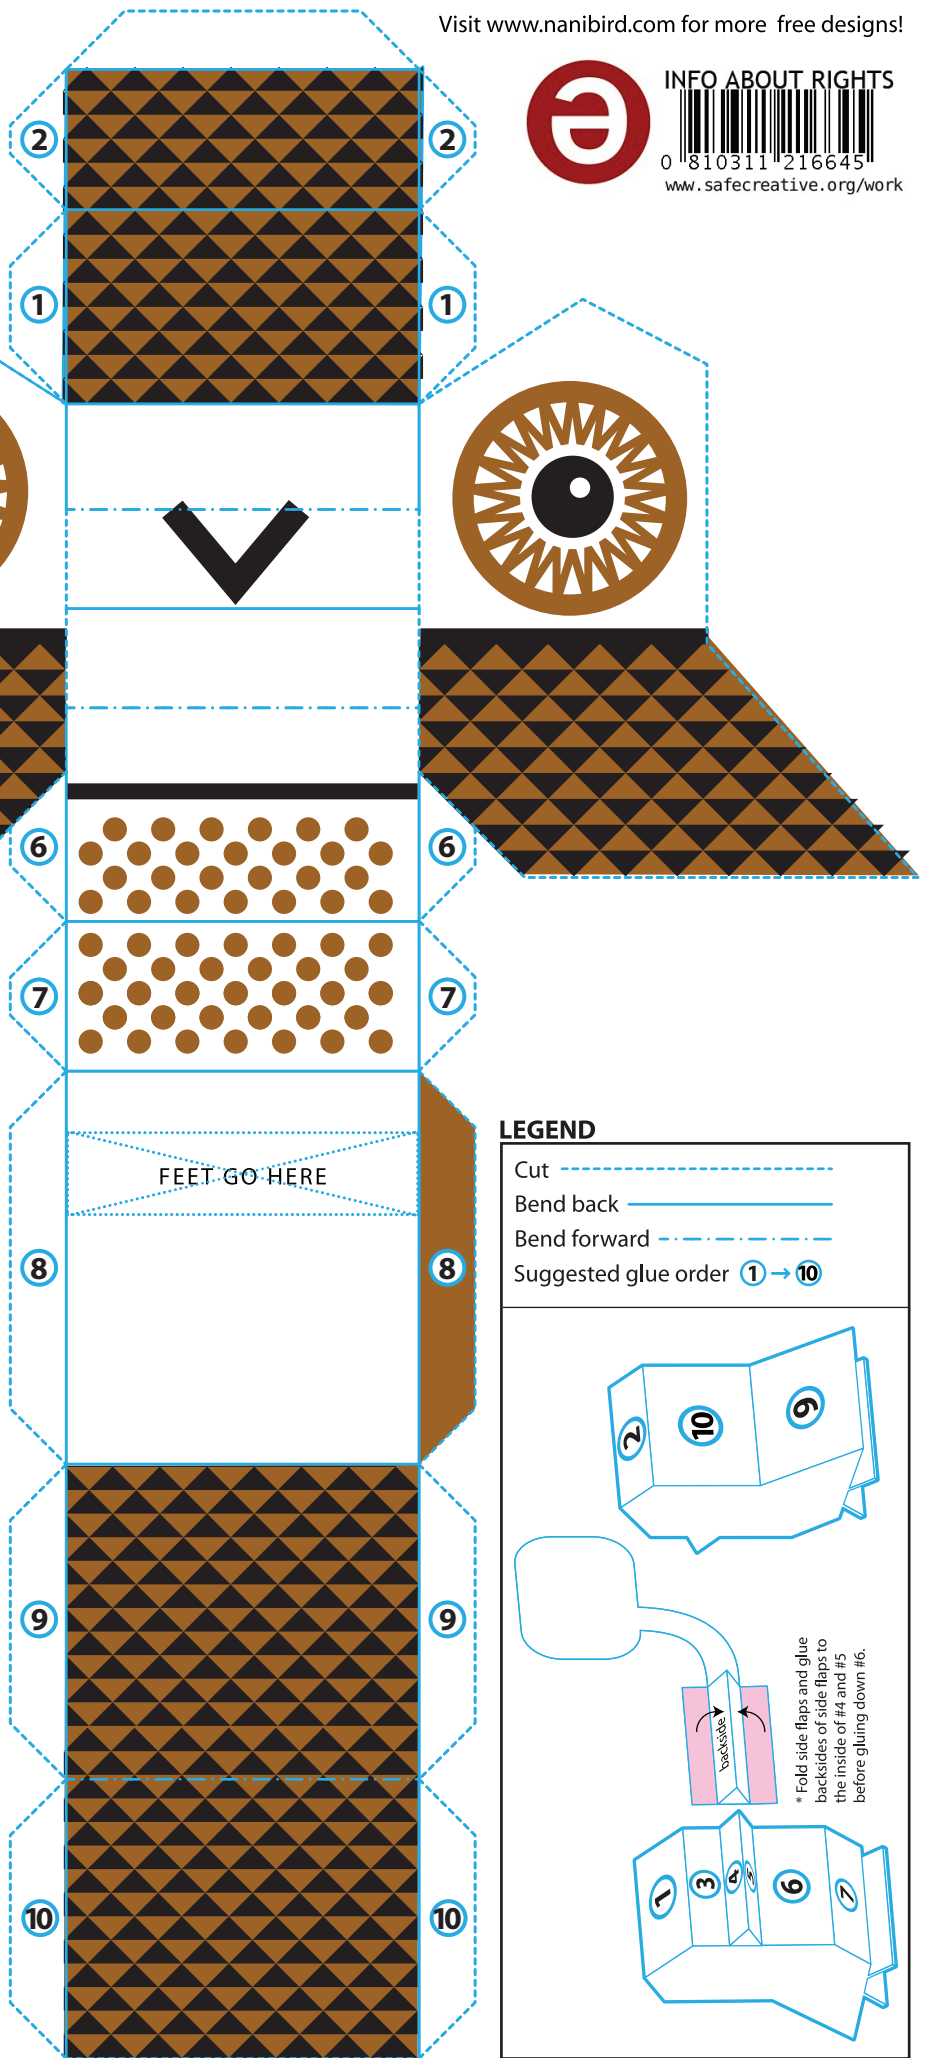 Visit www.nanibird.com for more free designs!
INFO ABOUT RIGHTS
0 810311 216645
www.safecreative.org/work
2 2
1 1
6 6
7 7
FEET GO HERE
8 8
9 9
10 10
LEGEND
Cut
Bend back
Bend forward
Suggested glue order 1 → 10
2 10 9
backside
* Fold side flaps and glue
backsides of side flaps to
the inside of #4 and #5
before gluing down #6.
1 3 4 5 6 7